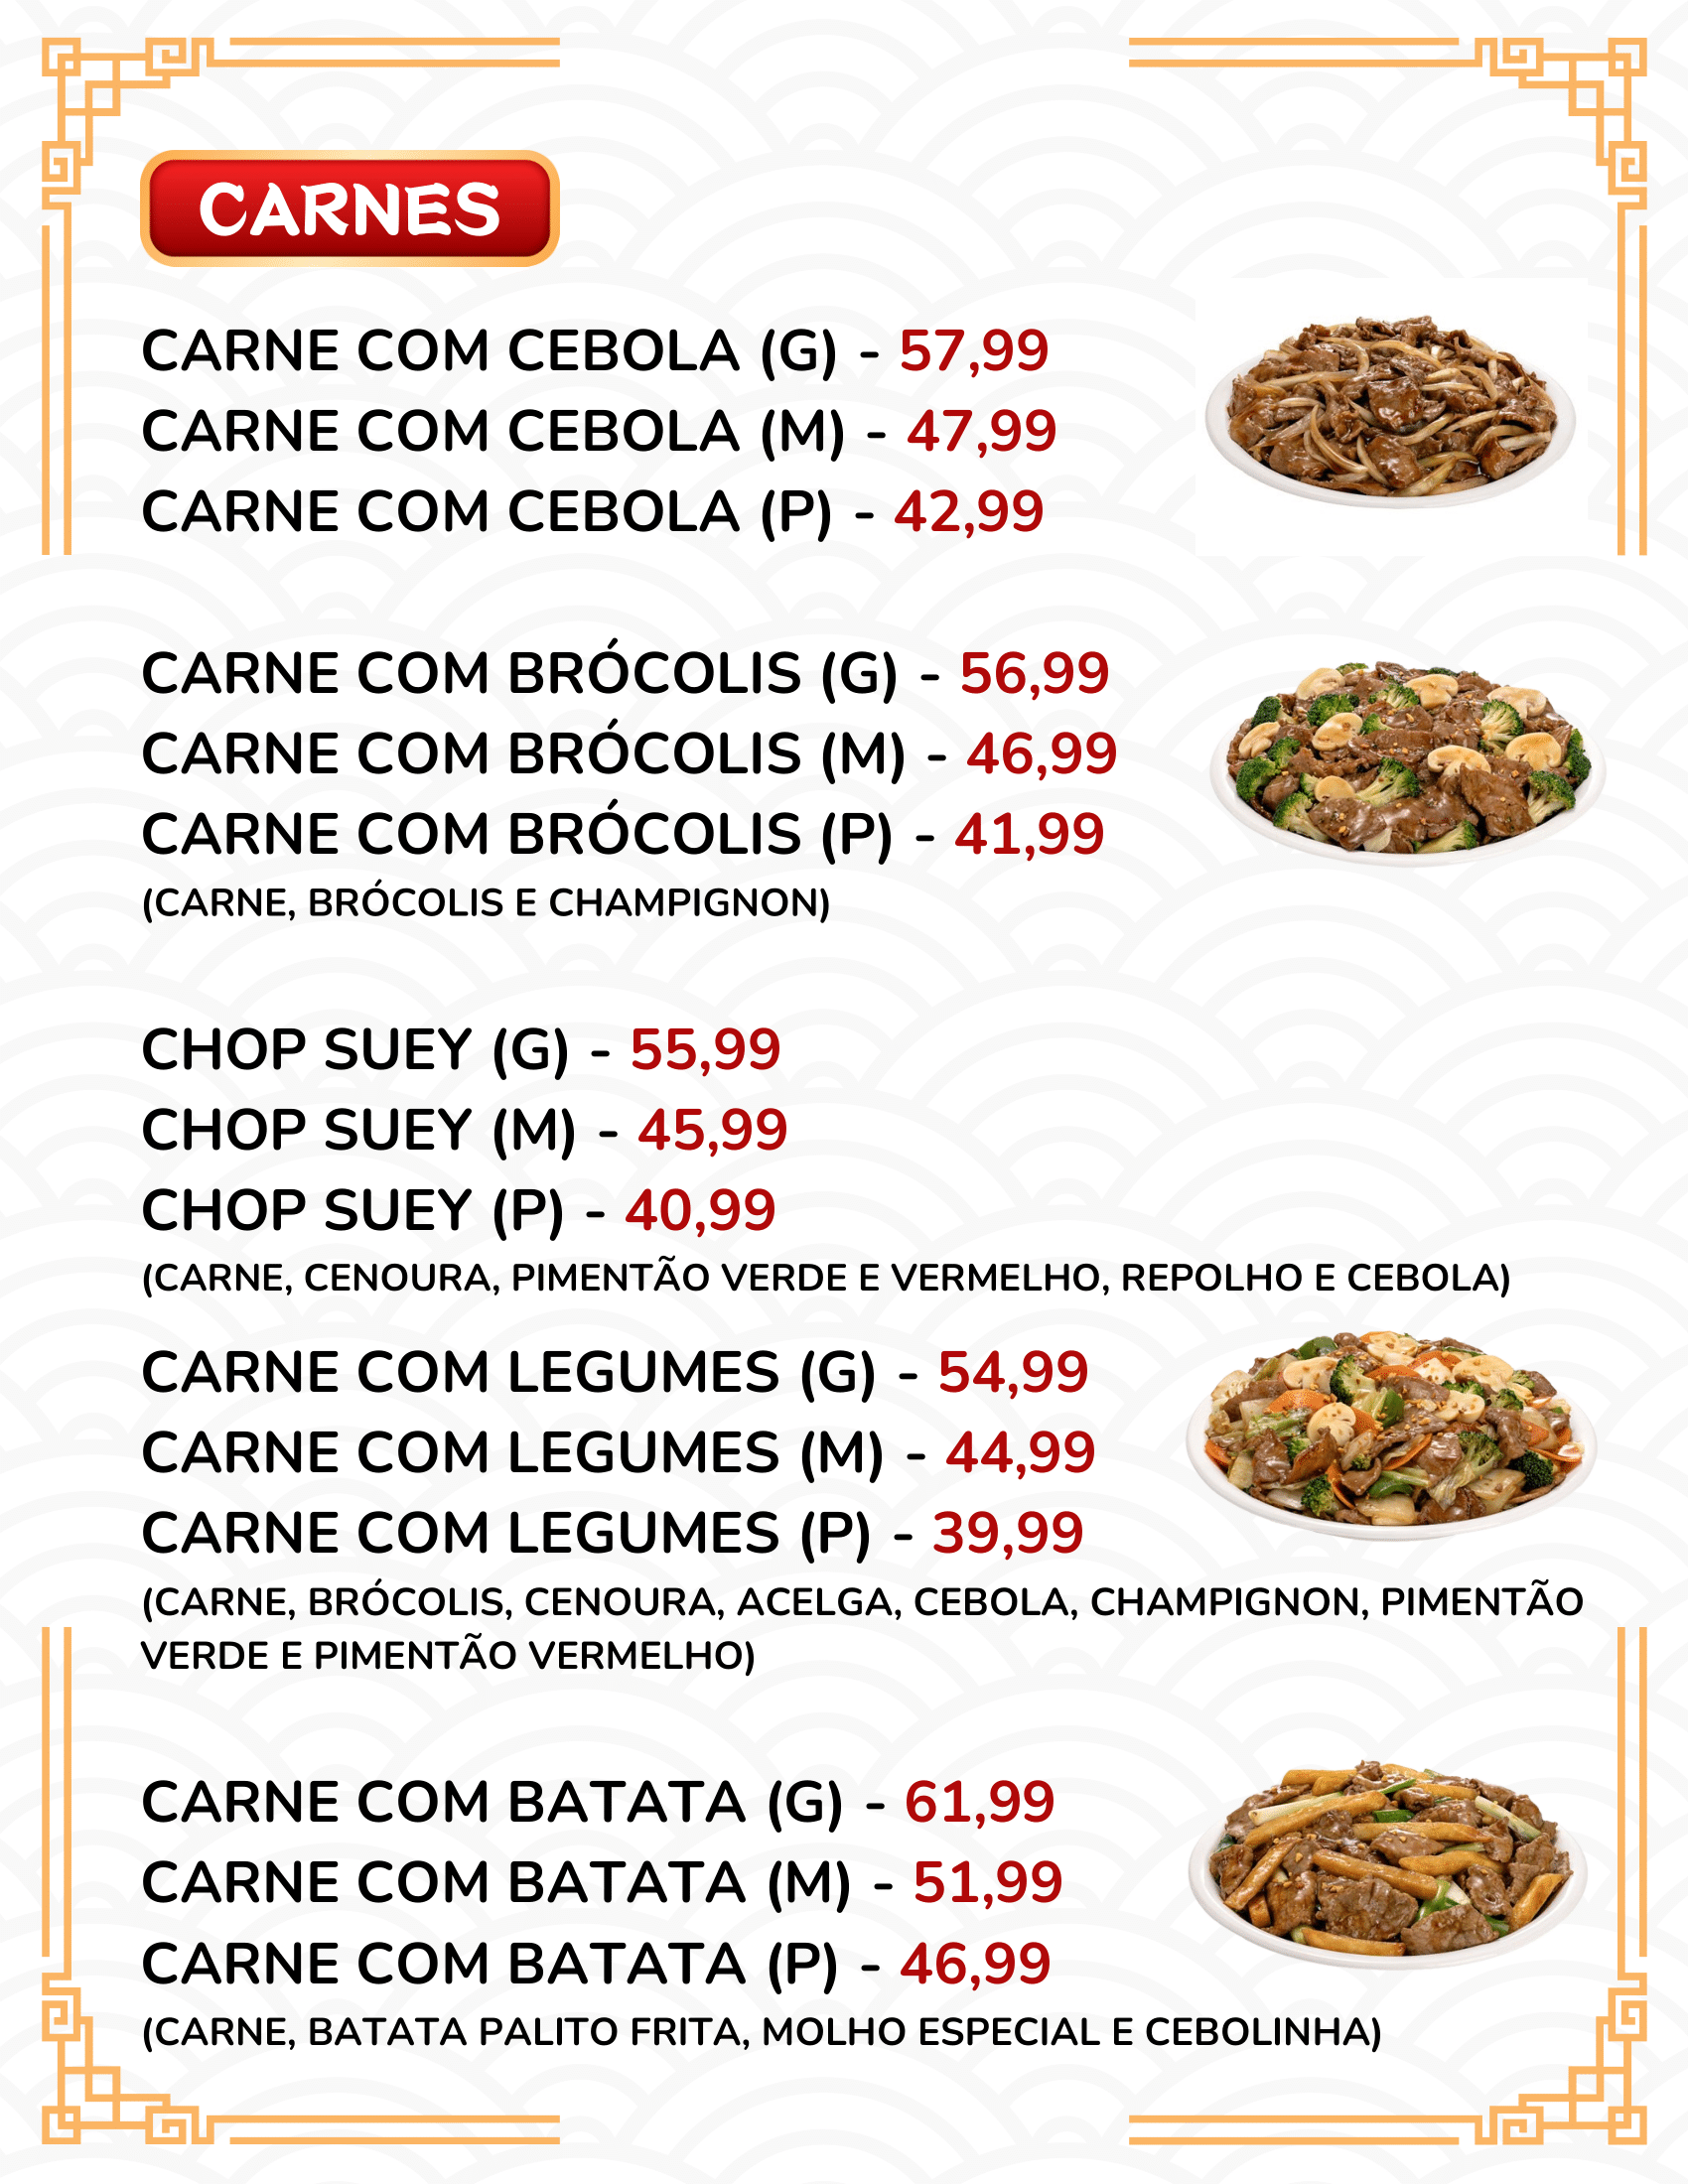 CARNES
CARNE COM CEBOLA (G) - 57,99
CARNE COM CEBOLA (M) - 47,99
CARNE COM CEBOLA (P) - 42,99
CARNE COM BRÓCOLIS (G) - 56,99
CARNE COM BRÓCOLIS (M) - 46,99
CARNE COM BRÓCOLIS (P) - 41,99
(CARNE, BRÓCOLIS E CHAMPIGNON)
CHOP SUEY (G) - 55,99
CHOP SUEY (M) - 45,99
CHOP SUEY (P) - 40,99
(CARNE, CENOURA, PIMENTÃO VERDE E VERMELHO, REPOLHO E CEBOLA)
CARNE COM LEGUMES (G) - 54,99
CARNE COM LEGUMES (M) - 44,99
CARNE COM LEGUMES (P) - 39,99
(CARNE, BRÓCOLIS, CENOURA, ACELGA, CEBOLA, CHAMPIGNON, PIMENTÃO
VERDE E PIMENTÃO VERMELHO)
CARNE COM BATATA (G) - 61,99
CARNE COM BATATA (M) - 51,99
CARNE COM BATATA (P) - 46,99
(CARNE, BATATA PALITO FRITA, MOLHO ESPECIAL E CEBOLINHA)